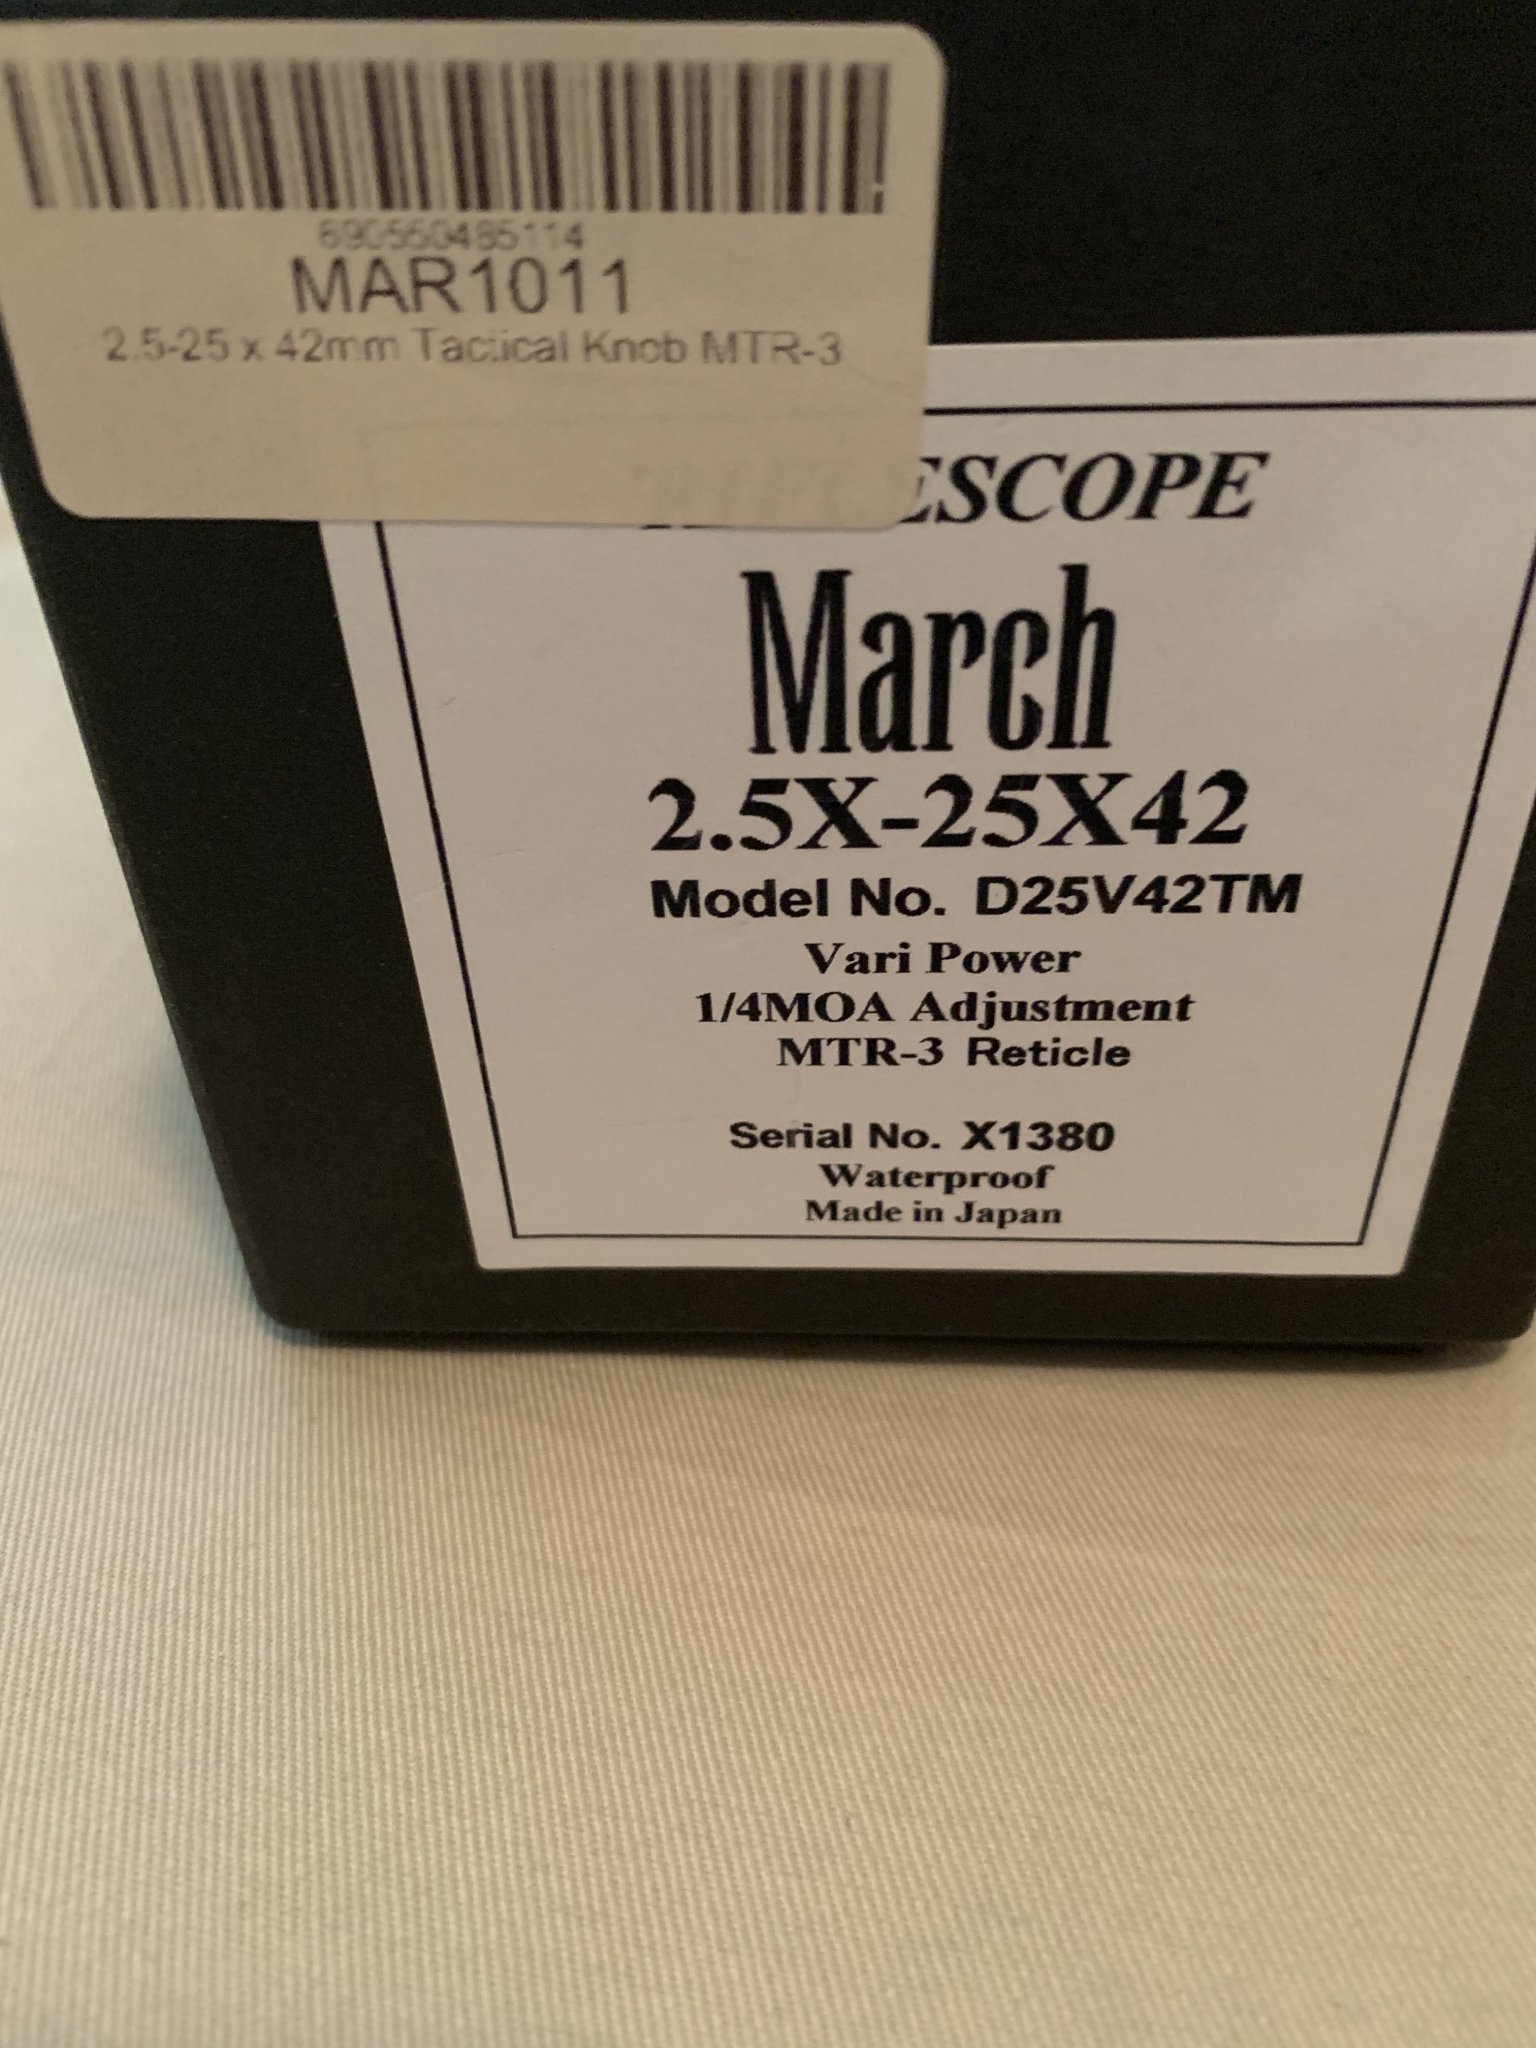 690550485114
MAR1011
2.5-25 x 42mm Tactical Knob MTR-3
ESCOPE
March
2.5X-25X42
Model No. D25V42TM
Vari Power
1/4MOA Adjustment
MTR-3 Reticle
Serial No. X1380
Waterproof
Made in Japan